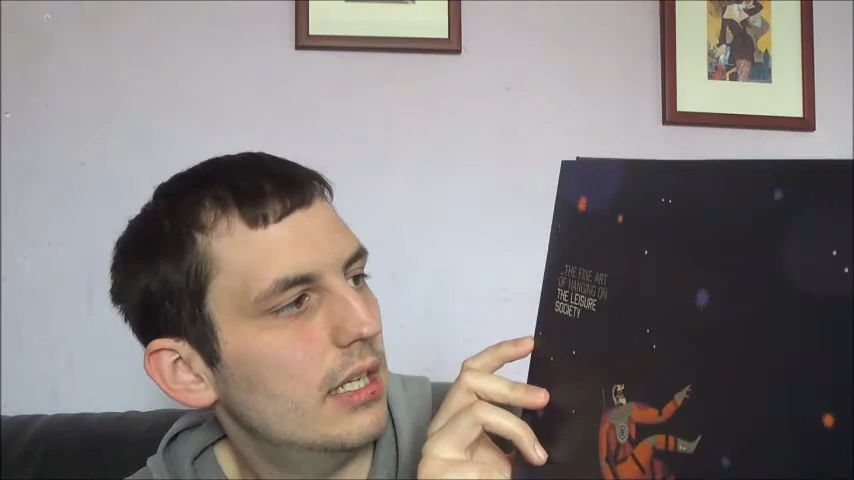 ...THE FINE ART
OF HANGING ON
THE LEISURE
SOCIETY